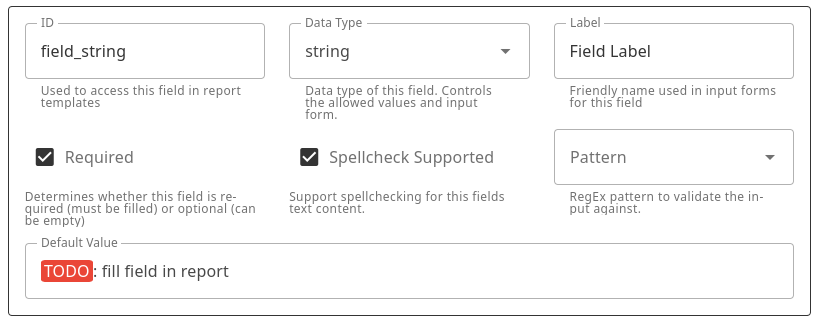 ID
field_string
Used to access this field in report
templates
Data Type
string
Data type of this field. Controls
the allowed values and input
form.
Label
Field Label
Friendly name used in input forms
for this field
Required
Determines whether this field is re-
quired (must be filled) or optional (can
be empty)
Spellcheck Supported
Support spellchecking for this fields
text content.
Pattern
RegEx pattern to validate the in-
put against.
Default Value
TODO: fill field in report